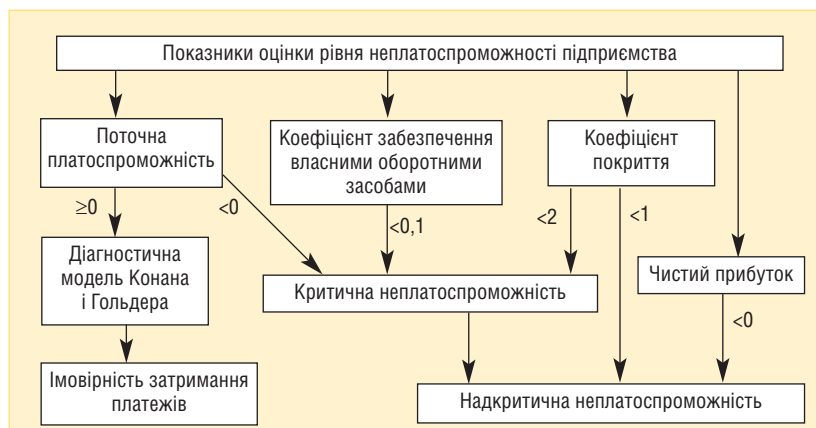 Показники оцінки рівня неплатоспроможності підприємства
Поточна
платоспроможність
Коефіцієнт забезпечення
власними оборотними
засобами
Коефіцієнт
покриття
≥0
<0
<0,1
<2
<1
Діагностична
модель Конана
і Гольдера
Критична неплатоспроможність
Чистий прибуток
<0
Імовірність затримання
платежів
Надкритична неплатоспроможність